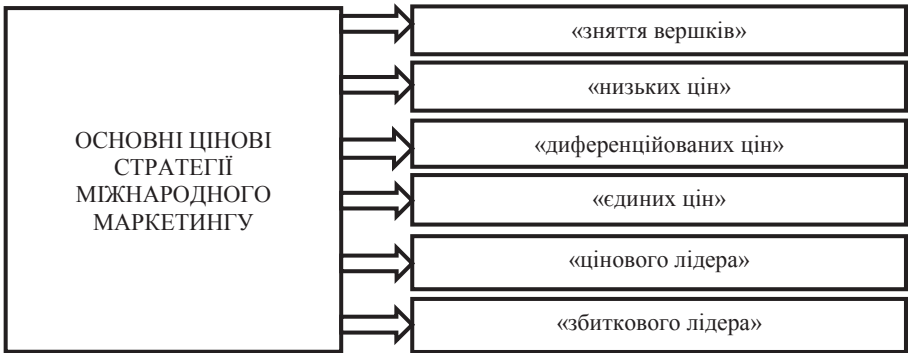 ОСНОВНІ ЦІНОВІ
СТРАТЕГІЇ
МІЖНАРОДНОГО
МАРКЕТИНГУ
«зняття вершків»
«низьких цін»
«диференційованих цін»
«єдиних цін»
«цінового лідера»
«збиткового лідера»